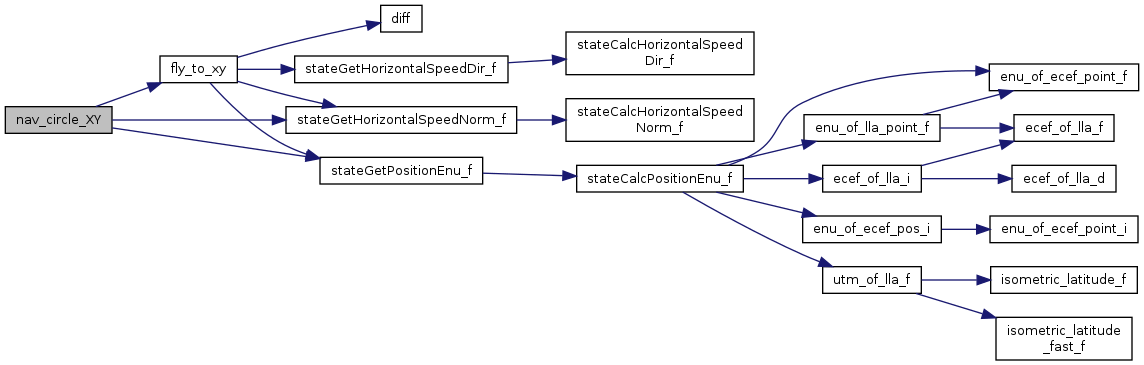 nav_circle_XY
fly_to_xy
diff
stateGetHorizontalSpeedDir_f
stateGetHorizontalSpeedNorm_f
stateGetPositionEnu_f
stateCalcHorizontalSpeed
Dir_f
stateCalcHorizontalSpeed
Norm_f
stateCalcPositionEnu_f
enu_of_lla_point_f
ecef_of_lla_i
enu_of_ecef_pos_i
utm_of_lla_f
enu_of_ecef_point_f
ecef_of_lla_f
ecef_of_lla_d
enu_of_ecef_point_i
isometric_latitude_f
isometric_latitude
_fast_f